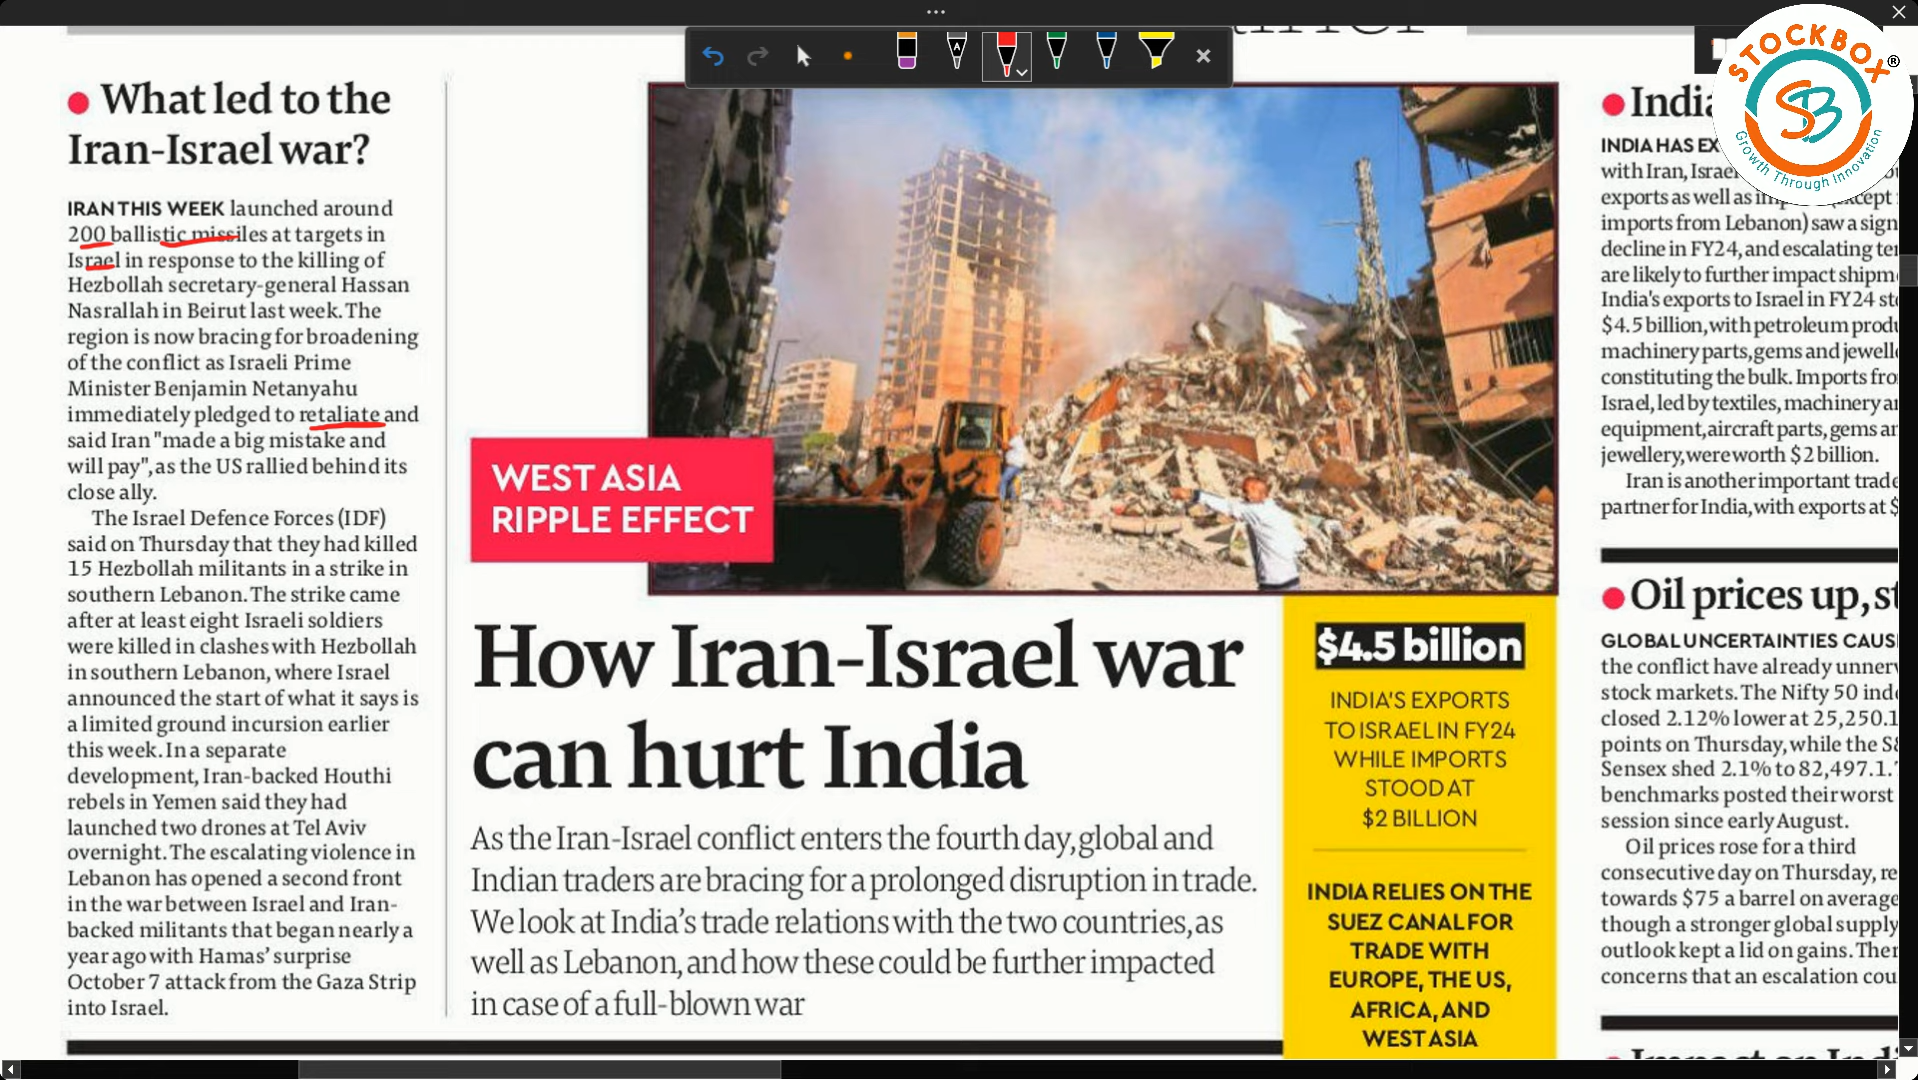 ● What led to the
Iran-Israel war?
IRAN THIS WEEK launched around
200 ballistic missiles at targets in
Israel in response to the killing of
Hezbollah secretary-general Hassan
Nasrallah in Beirut last week. The
region is now bracing for broadening
of the conflict as Israeli Prime
Minister Benjamin Netanyahu
immediately pledged to retaliate and
said Iran "made a big mistake and
will pay", as the US rallied behind its
close ally.
The Israel Defence Forces (IDF)
said on Thursday that they had killed
15 Hezbollah militants in a strike in
southern Lebanon. The strike came
after at least eight Israeli soldiers
were killed in clashes with Hezbollah
in southern Lebanon, where Israel
announced the start of what it says is
a limited ground incursion earlier
this week. In a separate
development, Iran-backed Houthi
rebels in Yemen said they had
launched two drones at Tel Aviv
overnight. The escalating violence in
Lebanon has opened a second front
in the war between Israel and Iran-
backed militants that began nearly a
year ago with Hamas' surprise
October 7 attack from the Gaza Strip
into Israel.
WEST ASIA
RIPPLE EFFECT
How Iran-Israel war
can hurt India
As the Iran-Israel conflict enters the fourth day, global and
Indian traders are bracing for a prolonged disruption in trade.
We look at India's trade relations with the two countries, as
well as Lebanon, and how these could be further impacted
in case of a full-blown war
$4.5 billion
INDIA'S EXPORTS
TO ISRAEL IN FY24
WHILE IMPORTS
STOOD AT
$2 BILLION
INDIA RELIES ON THE
SUEZ CANAL FOR
TRADE WITH
EUROPE, THE US,
AFRICA, AND
WEST ASIA
STOCKBOX®
SB
Growth Through Innovation
● India
INDIA HAS EX
with Iran, Israel
exports as well as
imports from Lebanon) saw a sign
decline in FY24, and escalating te
are likely to further impact shipm
India's exports to Israel in FY24 st
$4.5 billion, with petroleum produ
machinery parts, gems and jewell
constituting the bulk. Imports fro
Israel, led by textiles, machinery a
equipment, aircraft parts, gems a
jewellery, were worth $2 billion.
Iran is another important trade
partner for India, with exports at $
● Oil prices up, st
GLOBAL UNCERTAINTIES CAUS
the conflict have already unnerv
stock markets. The Nifty 50 ind
closed 2.12% lower at 25,250.1
points on Thursday, while the S&
Sensex shed 2.1% to 82,497.1.
benchmarks posted their worst
session since early August.
Oil prices rose for a third
consecutive day on Thursday, re
towards $75 a barrel on average
though a stronger global supply
outlook kept a lid on gains. Ther
concerns that an escalation cou